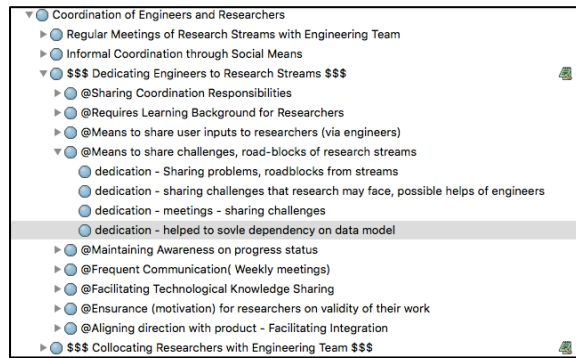 Coordination of Engineers and Researchers
Regular Meetings of Research Streams with Engineering Team
Informal Coordination through Social Means
$$$ Dedicating Engineers to Research Streams $$$
@Sharing Coordination Responsibilities
@Requires Learning Background for Researchers
@Means to share user inputs to researchers (via engineers)
@Means to share challenges, road-blocks of research streams
dedication - Sharing problems, roadblocks from streams
dedication - sharing challenges that research may face, possible helps of engineers
dedication - meetings - sharing challenges
dedication - helped to sovle dependency on data model
@Maintaining Awareness on progress status
@Frequent Communication( Weekly meetings)
@Facilitating Technological Knowledge Sharing
@Ensurance (motivation) for researchers on validity of their work
@Aligning direction with product - Facilitating Integration
$$$ Collocating Researchers with Engineering Team $$$